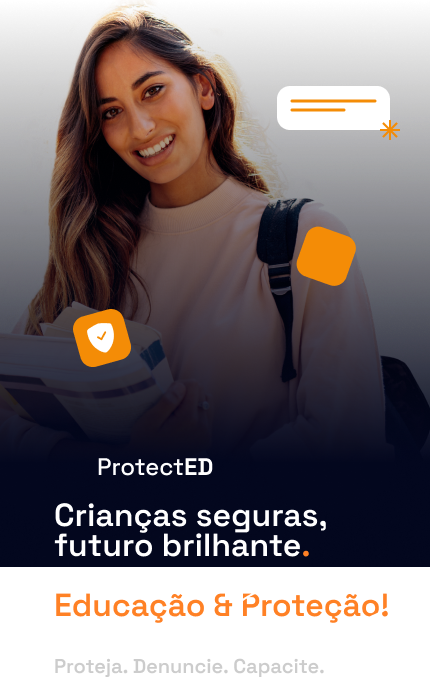 ProtectED
Crianças seguras,
futuro brilhante.
Educação & Proteção!
Proteja. Denuncie. Capacite.